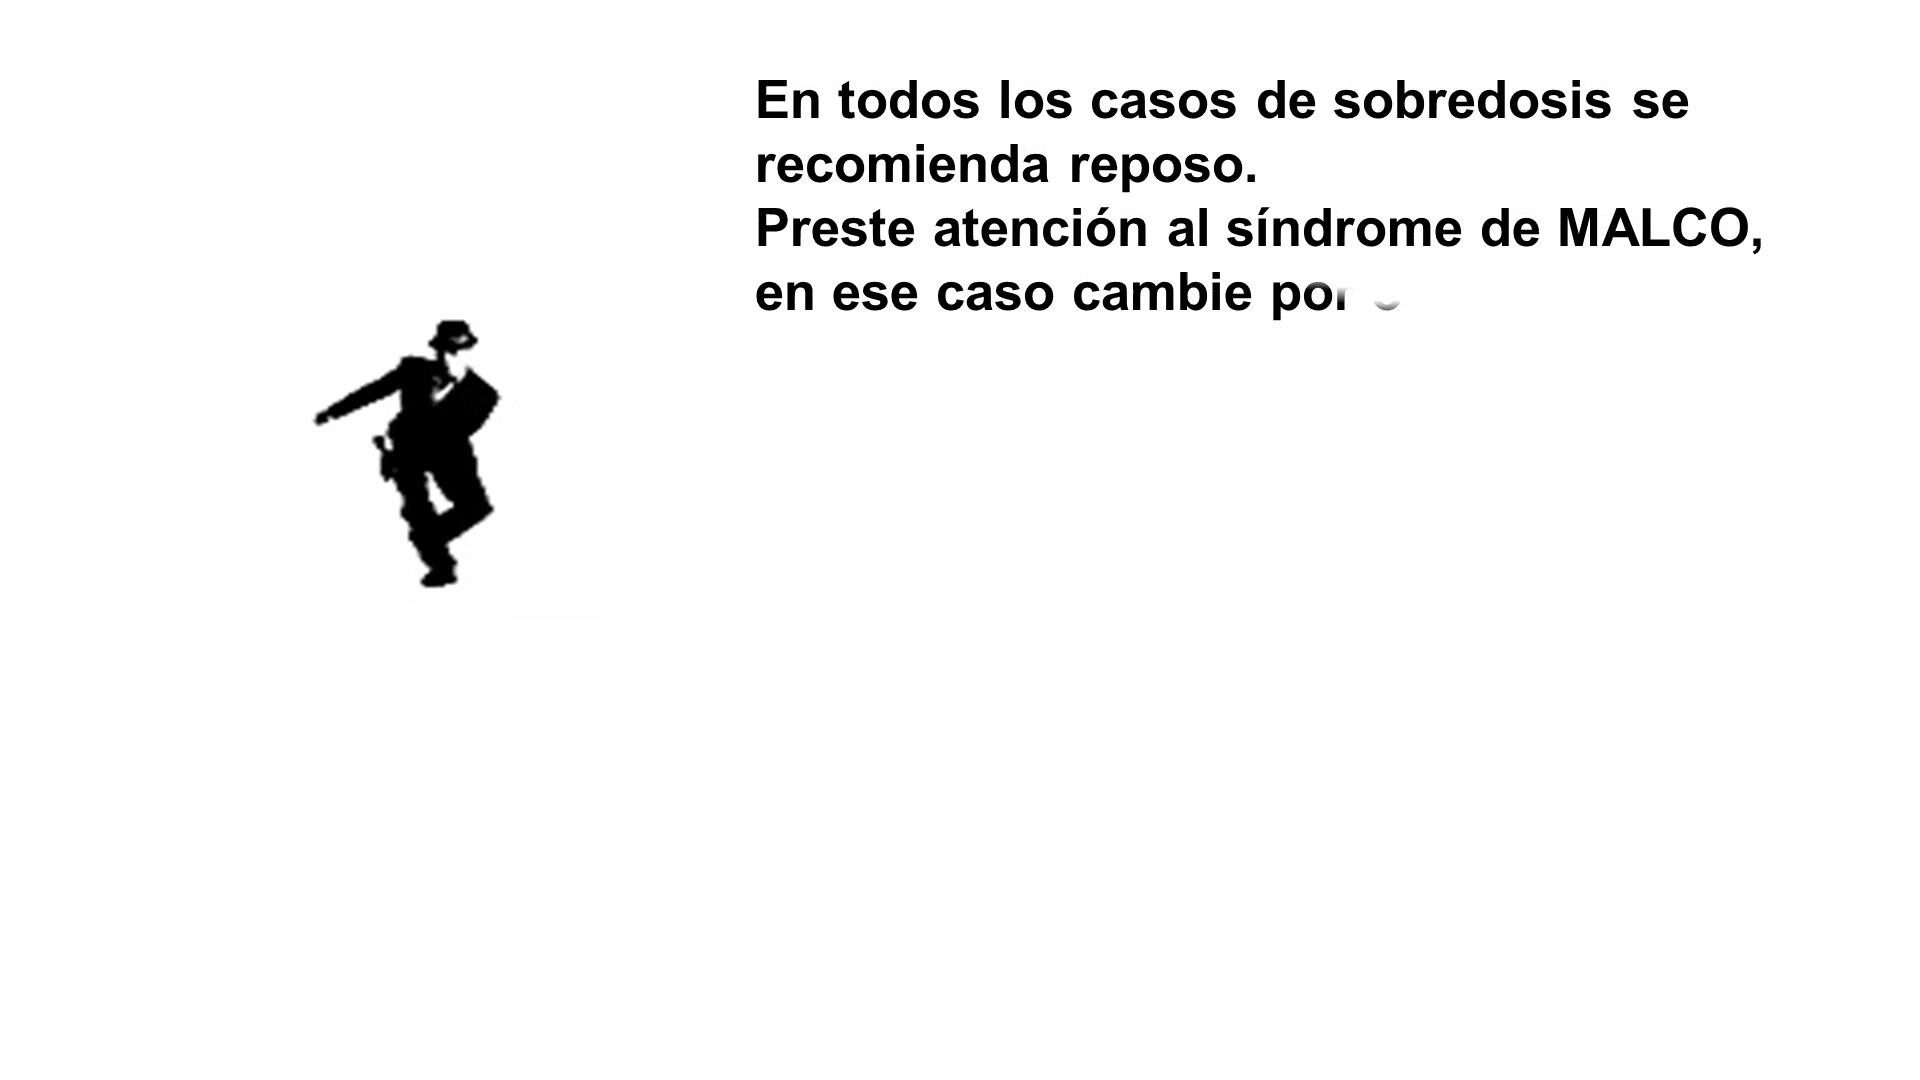 En todos los casos de sobredosis se
recomienda reposo.
Preste atención al síndrome de MALCO,
en ese caso cambie por